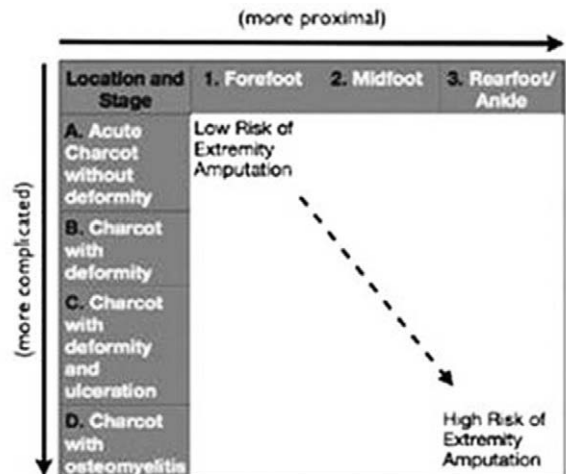 (more proximal)
Location and Stage
1. Forefoot
2. Midfoot
3. Rearfoot/
Ankle
(more complicated)
A. Acute
Charcot
without
deformity
Low Risk of
Extremity
Amputation
B. Charcot
with
deformity
C. Charcot
with
deformity
and
ulceration
D. Charcot
with
osteomyelitis
High Risk of
Extremity
Amputation